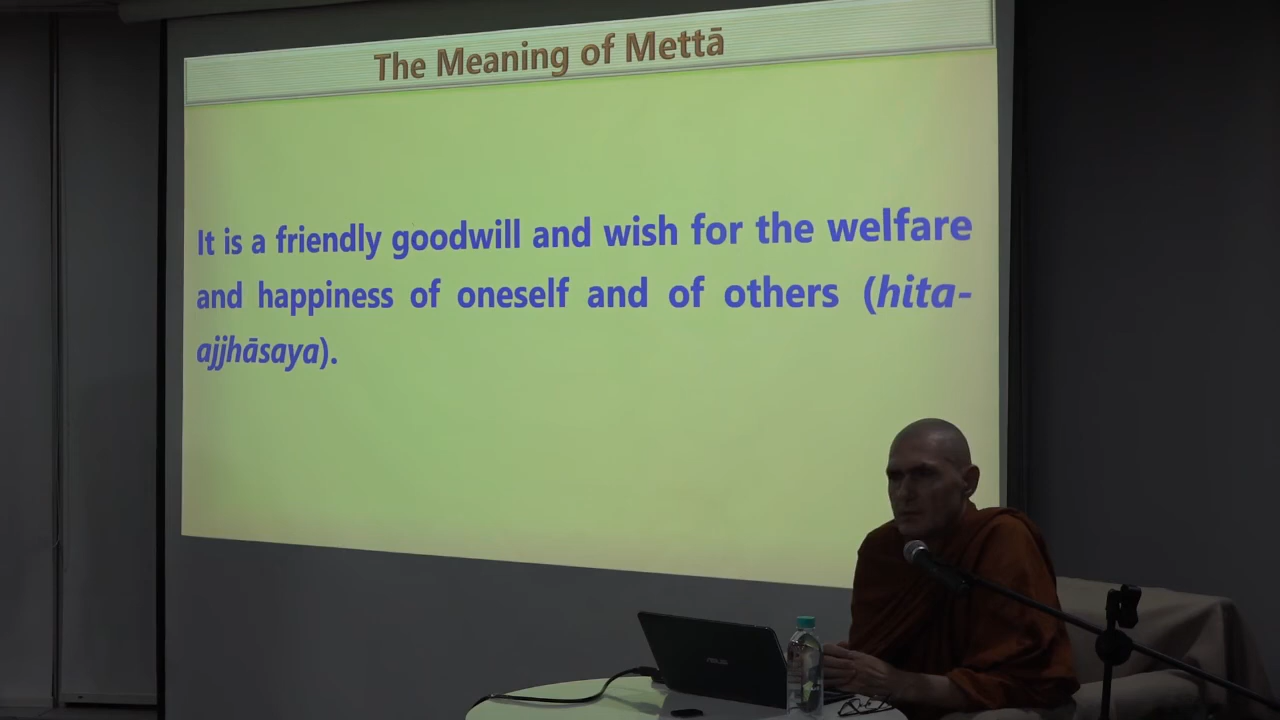 The Meaning of Mettā
It is a friendly goodwill and wish for the welfare
and happiness of oneself and of others (hita-
ajjhāsaya).
ASUS